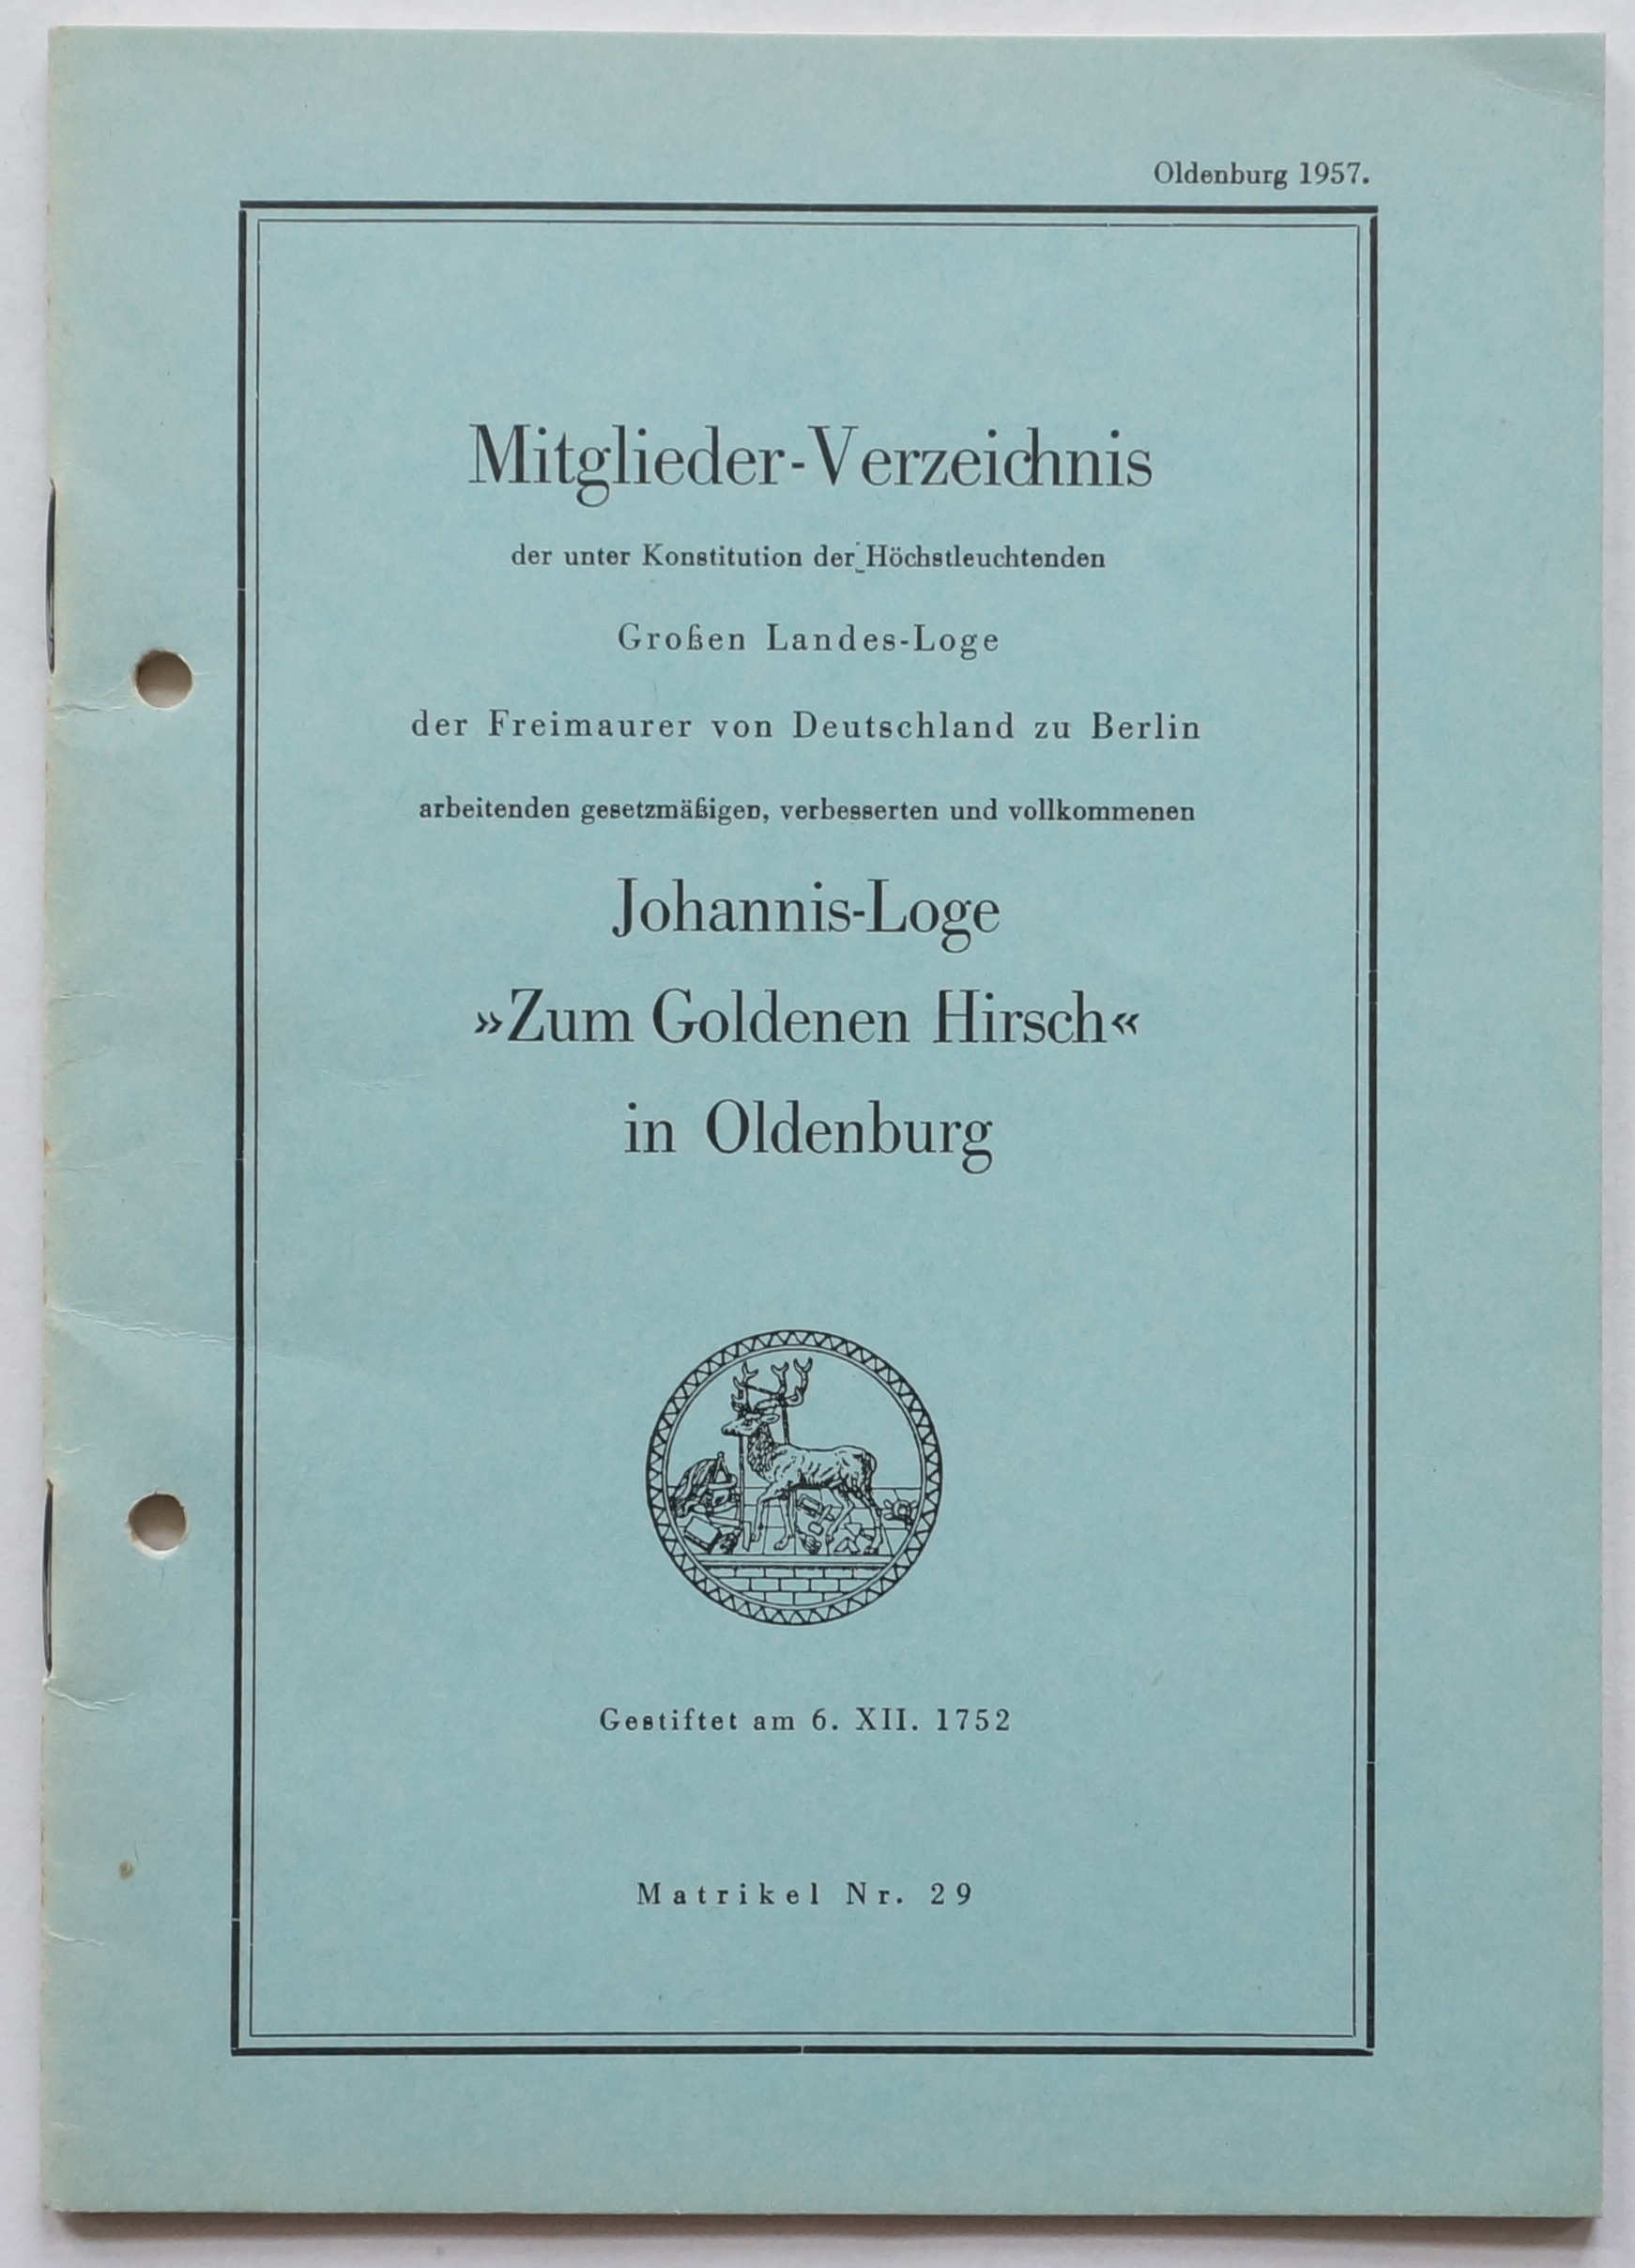 Oldenburg 1957.
Mitglieder-Verzeichnis
der unter Konstitution der Höchstleuchtenden
Großen Landes-Loge
der Freimaurer von Deutschland zu Berlin
arbeitenden gesetzmäßigen, verbesserten und vollkommenen
Johannis-Loge
»Zum Goldenen Hirsch«
in Oldenburg
Gestiftet am 6. XII. 1752
Matrikel Nr. 29